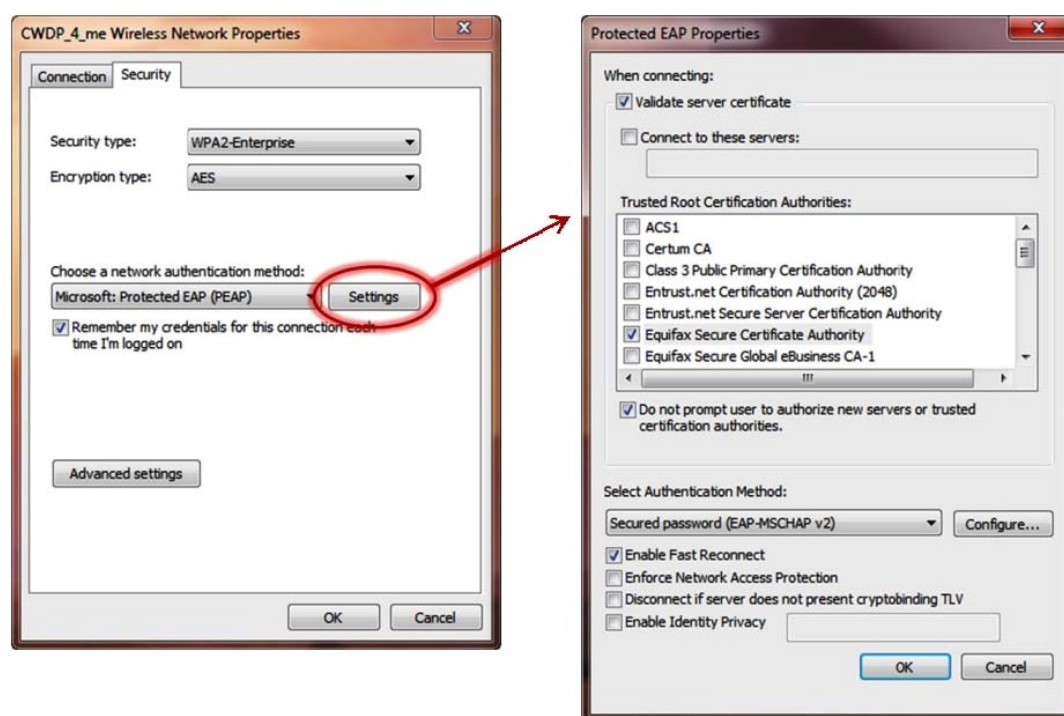 CWDP_4_me Wireless Network Properties
Connection
Security
Security type:
WPA2-Enterprise
Encryption type:
AES
Choose a network authentication method:
Microsoft: Protected EAP (PEAP)
Settings
Remember my credentials for this connection each
time I'm logged on
Advanced settings
OK
Cancel
Protected EAP Properties
When connecting:
Validate server certificate
Connect to these servers:
Trusted Root Certification Authorities:
ACS1
Certum CA
Class 3 Public Primary Certification Authority
Entrust.net Certification Authority (2048)
Entrust.net Secure Server Certification Authority
Equifax Secure Certificate Authority
Equifax Secure Global eBusiness CA-1
Do not prompt user to authorize new servers or trusted
certification authorities.
Select Authentication Method:
Secured password (EAP-MSCHAP v2)
Configure...
Enable Fast Reconnect
Enforce Network Access Protection
Disconnect if server does not present cryptobinding TLV
Enable Identity Privacy
OK
Cancel